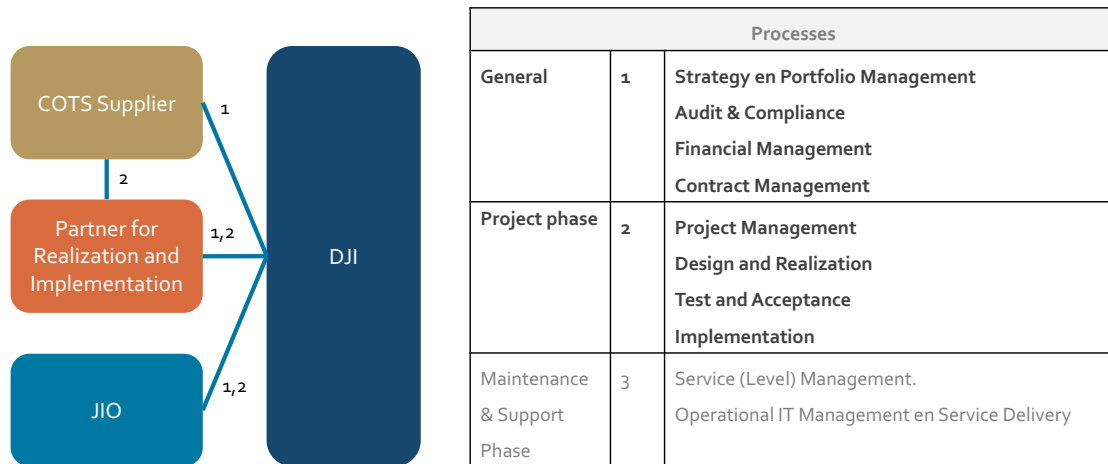 COTS Supplier
1
2
Partner for
Realization and
Implementation
1,2
DJI
JIO
1,2
Processes
General
1
Strategy en Portfolio Management
Audit & Compliance
Financial Management
Contract Management
Project phase
2
Project Management
Design and Realization
Test and Acceptance
Implementation
Maintenance
& Support
Phase
3
Service (Level) Management.
Operational IT Management en Service Delivery